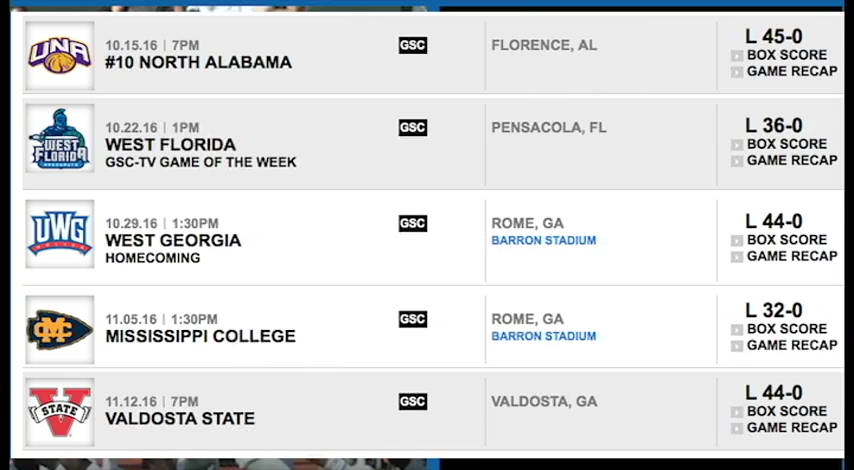 UNA
10.15.16 | 7PM
#10 NORTH ALABAMA
GSC
FLORENCE, AL
L 45-0
BOX SCORE
GAME RECAP
WEST
FLORIDA
10.22.16 | 1PM
WEST FLORIDA
GSC-TV GAME OF THE WEEK
GSC
PENSACOLA, FL
L 36-0
BOX SCORE
GAME RECAP
UWG
10.29.16 | 1:30PM
WEST GEORGIA
HOMECOMING
GSC
ROME, GA
BARRON STADIUM
L 44-0
BOX SCORE
GAME RECAP
MC
11.05.16 | 1:30PM
MISSISSIPPI COLLEGE
GSC
ROME, GA
BARRON STADIUM
L 32-0
BOX SCORE
GAME RECAP
V
STATE
11.12.16 | 7PM
VALDOSTA STATE
GSC
VALDOSTA, GA
L 44-0
BOX SCORE
GAME RECAP